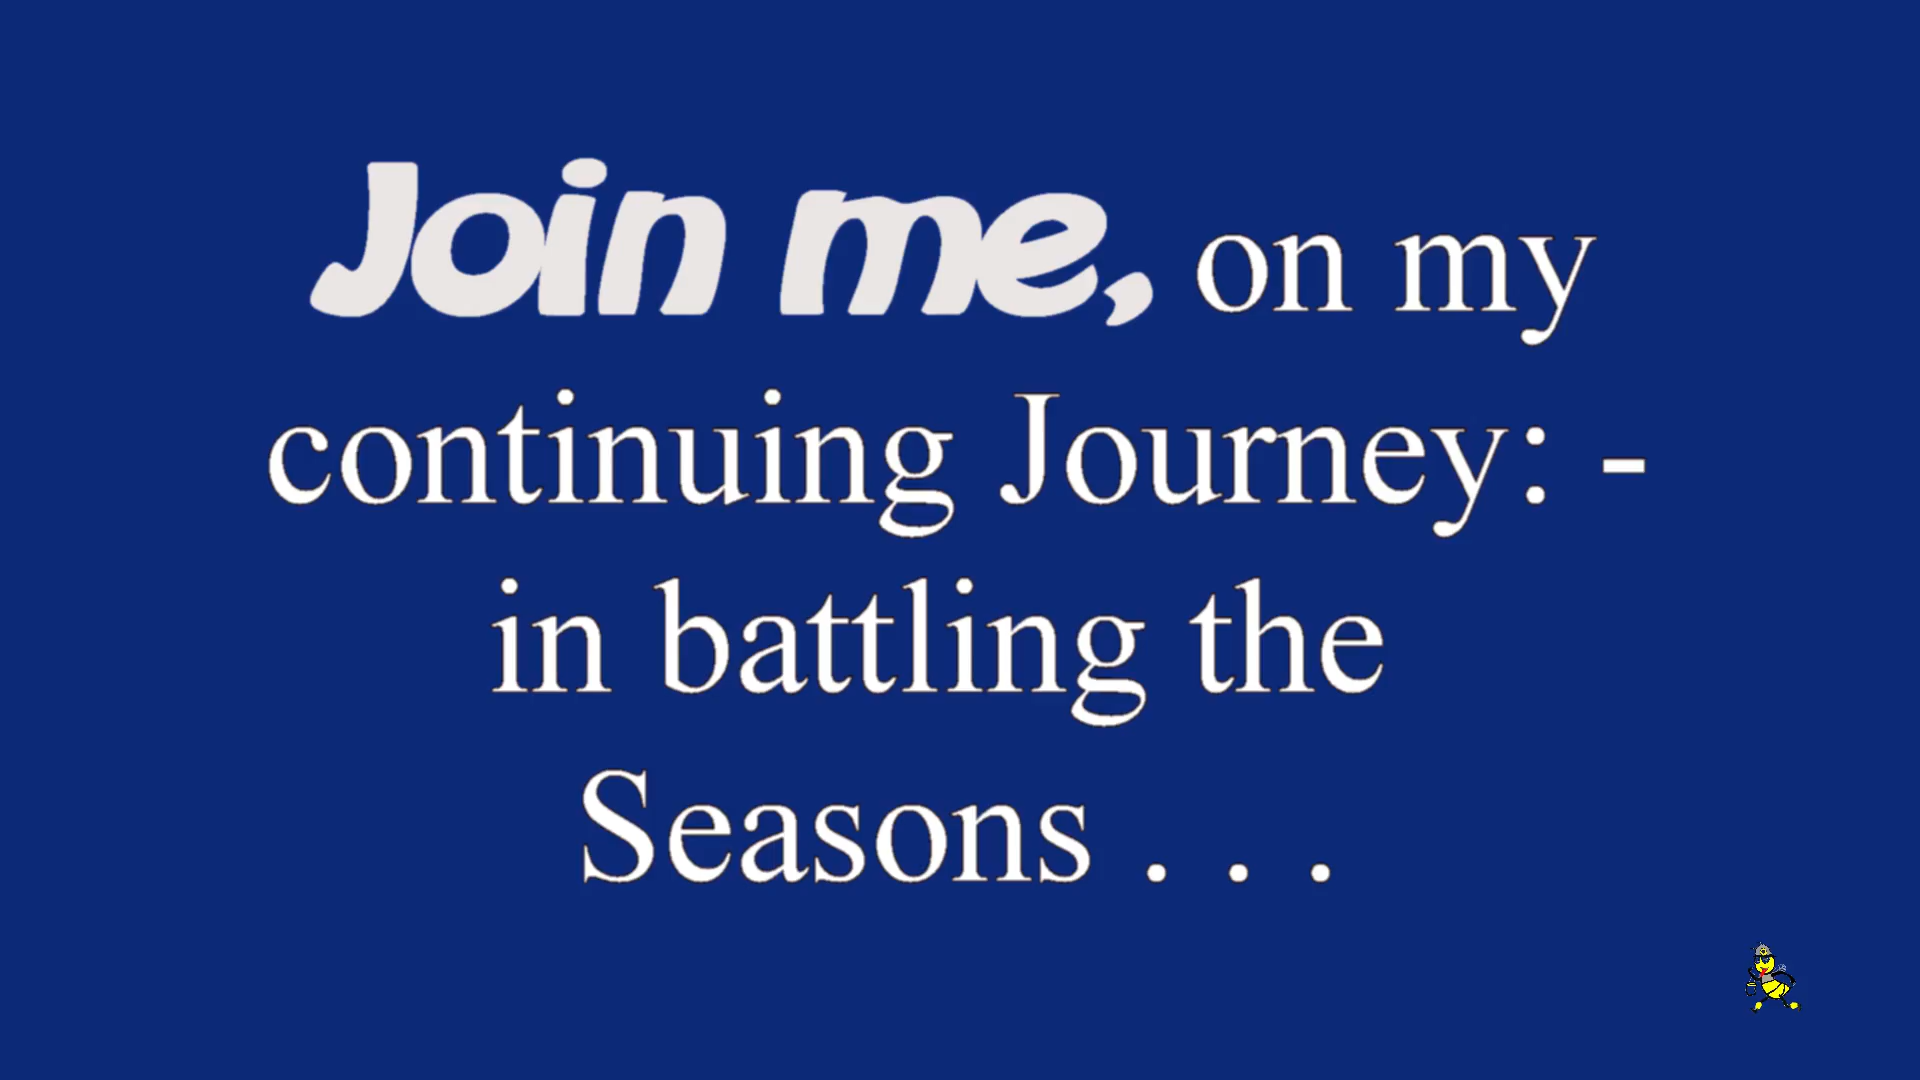 Join me, on my
continuing Journey: -
in battling the
Seasons . . .